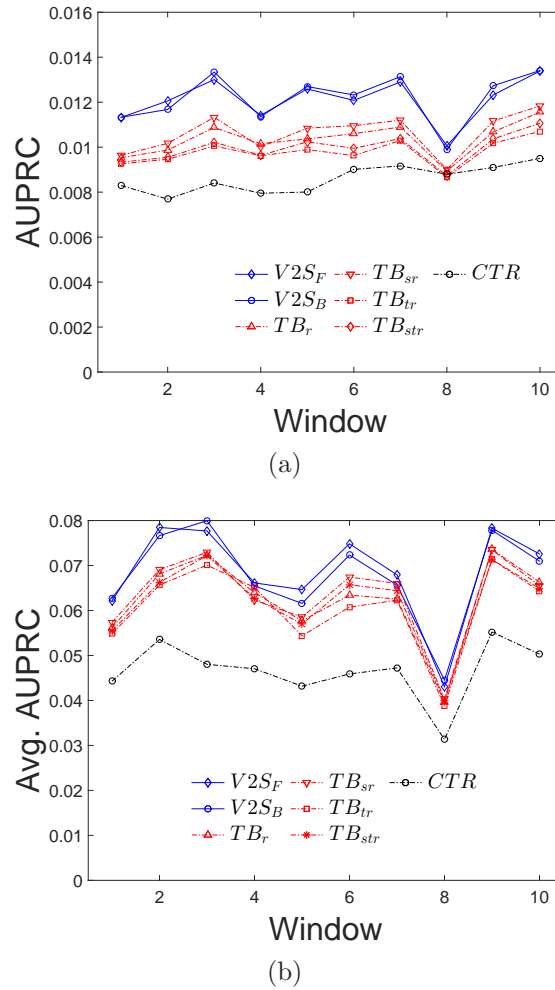 0.016
0.014
0.012
0.01
0.008
0.006
0.004
0.002
0
AUPRC
V2S_F TB_sr CTR
V2S_B TB_tr
TB_r TB_str
2 4 6 8 10
Window
(a)
0.08
0.07
0.06
0.05
0.04
0.03
0.02
0.01
0
Avg. AUPRC
V2S_F TB_sr CTR
V2S_B TB_tr
TB_r TB_str
2 4 6 8 10
Window
(b)